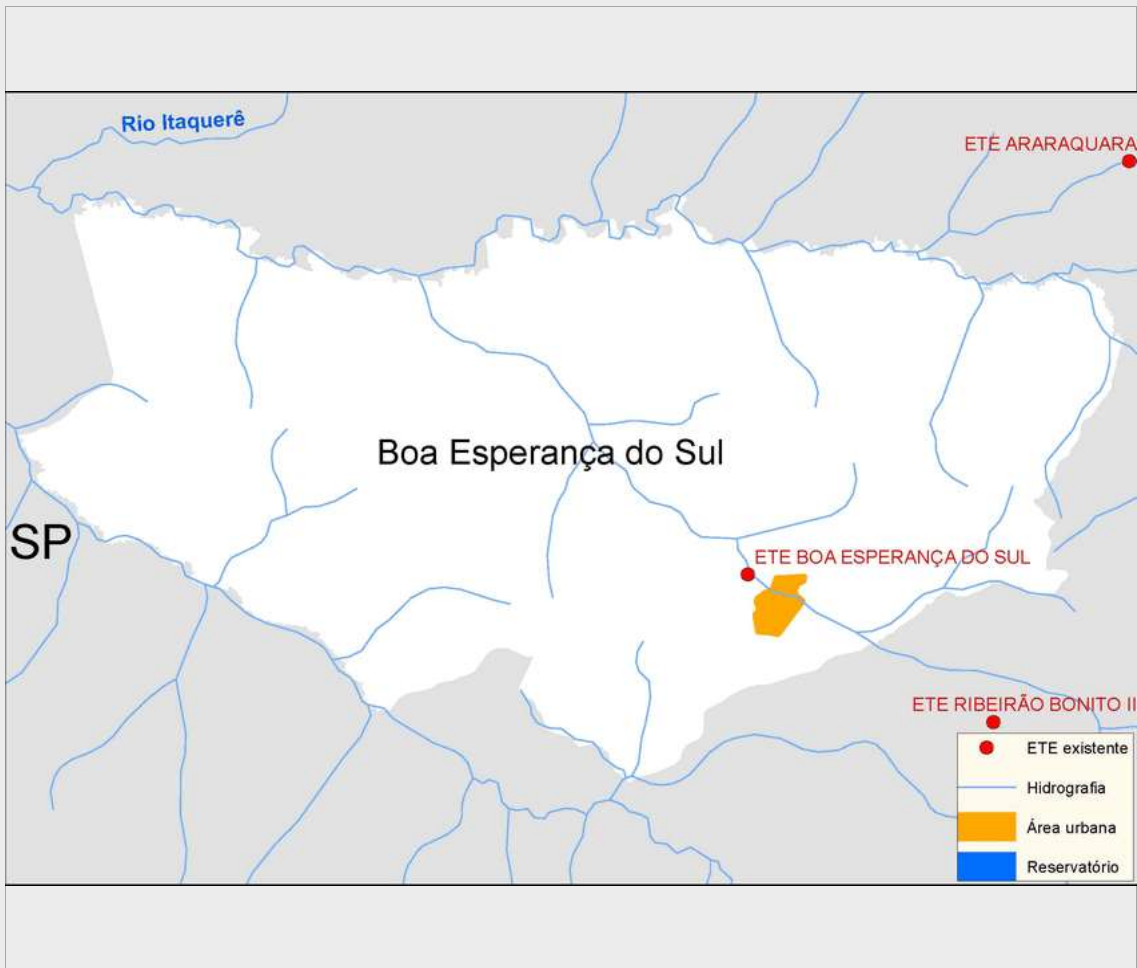 Rio Itaquerê
ETE ARARAQUARA
Boa Esperança do Sul
SP
ETE BOA ESPERANÇA DO SUL
ETE RIBEIRÃO BONITO II
ETE existente
Hidrografia
Área urbana
Reservatório